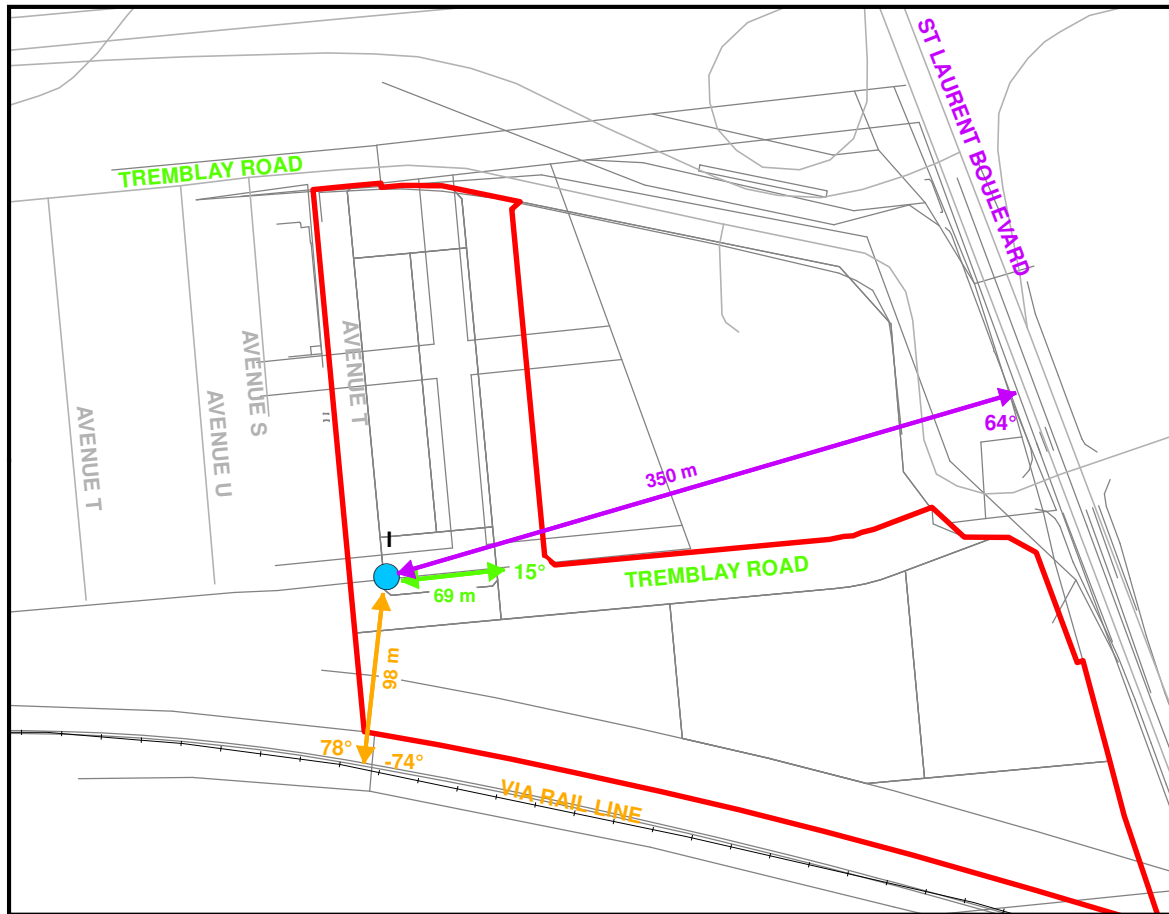 ST LAURENT BOULEVARD
TREMBLAY ROAD
AVENUE T
AVENUE S
AVENUE U
AVENUE T
64°
350 m
15°
69 m
TREMBLAY ROAD
98 m
78°
-74°
VIA RAIL LINE